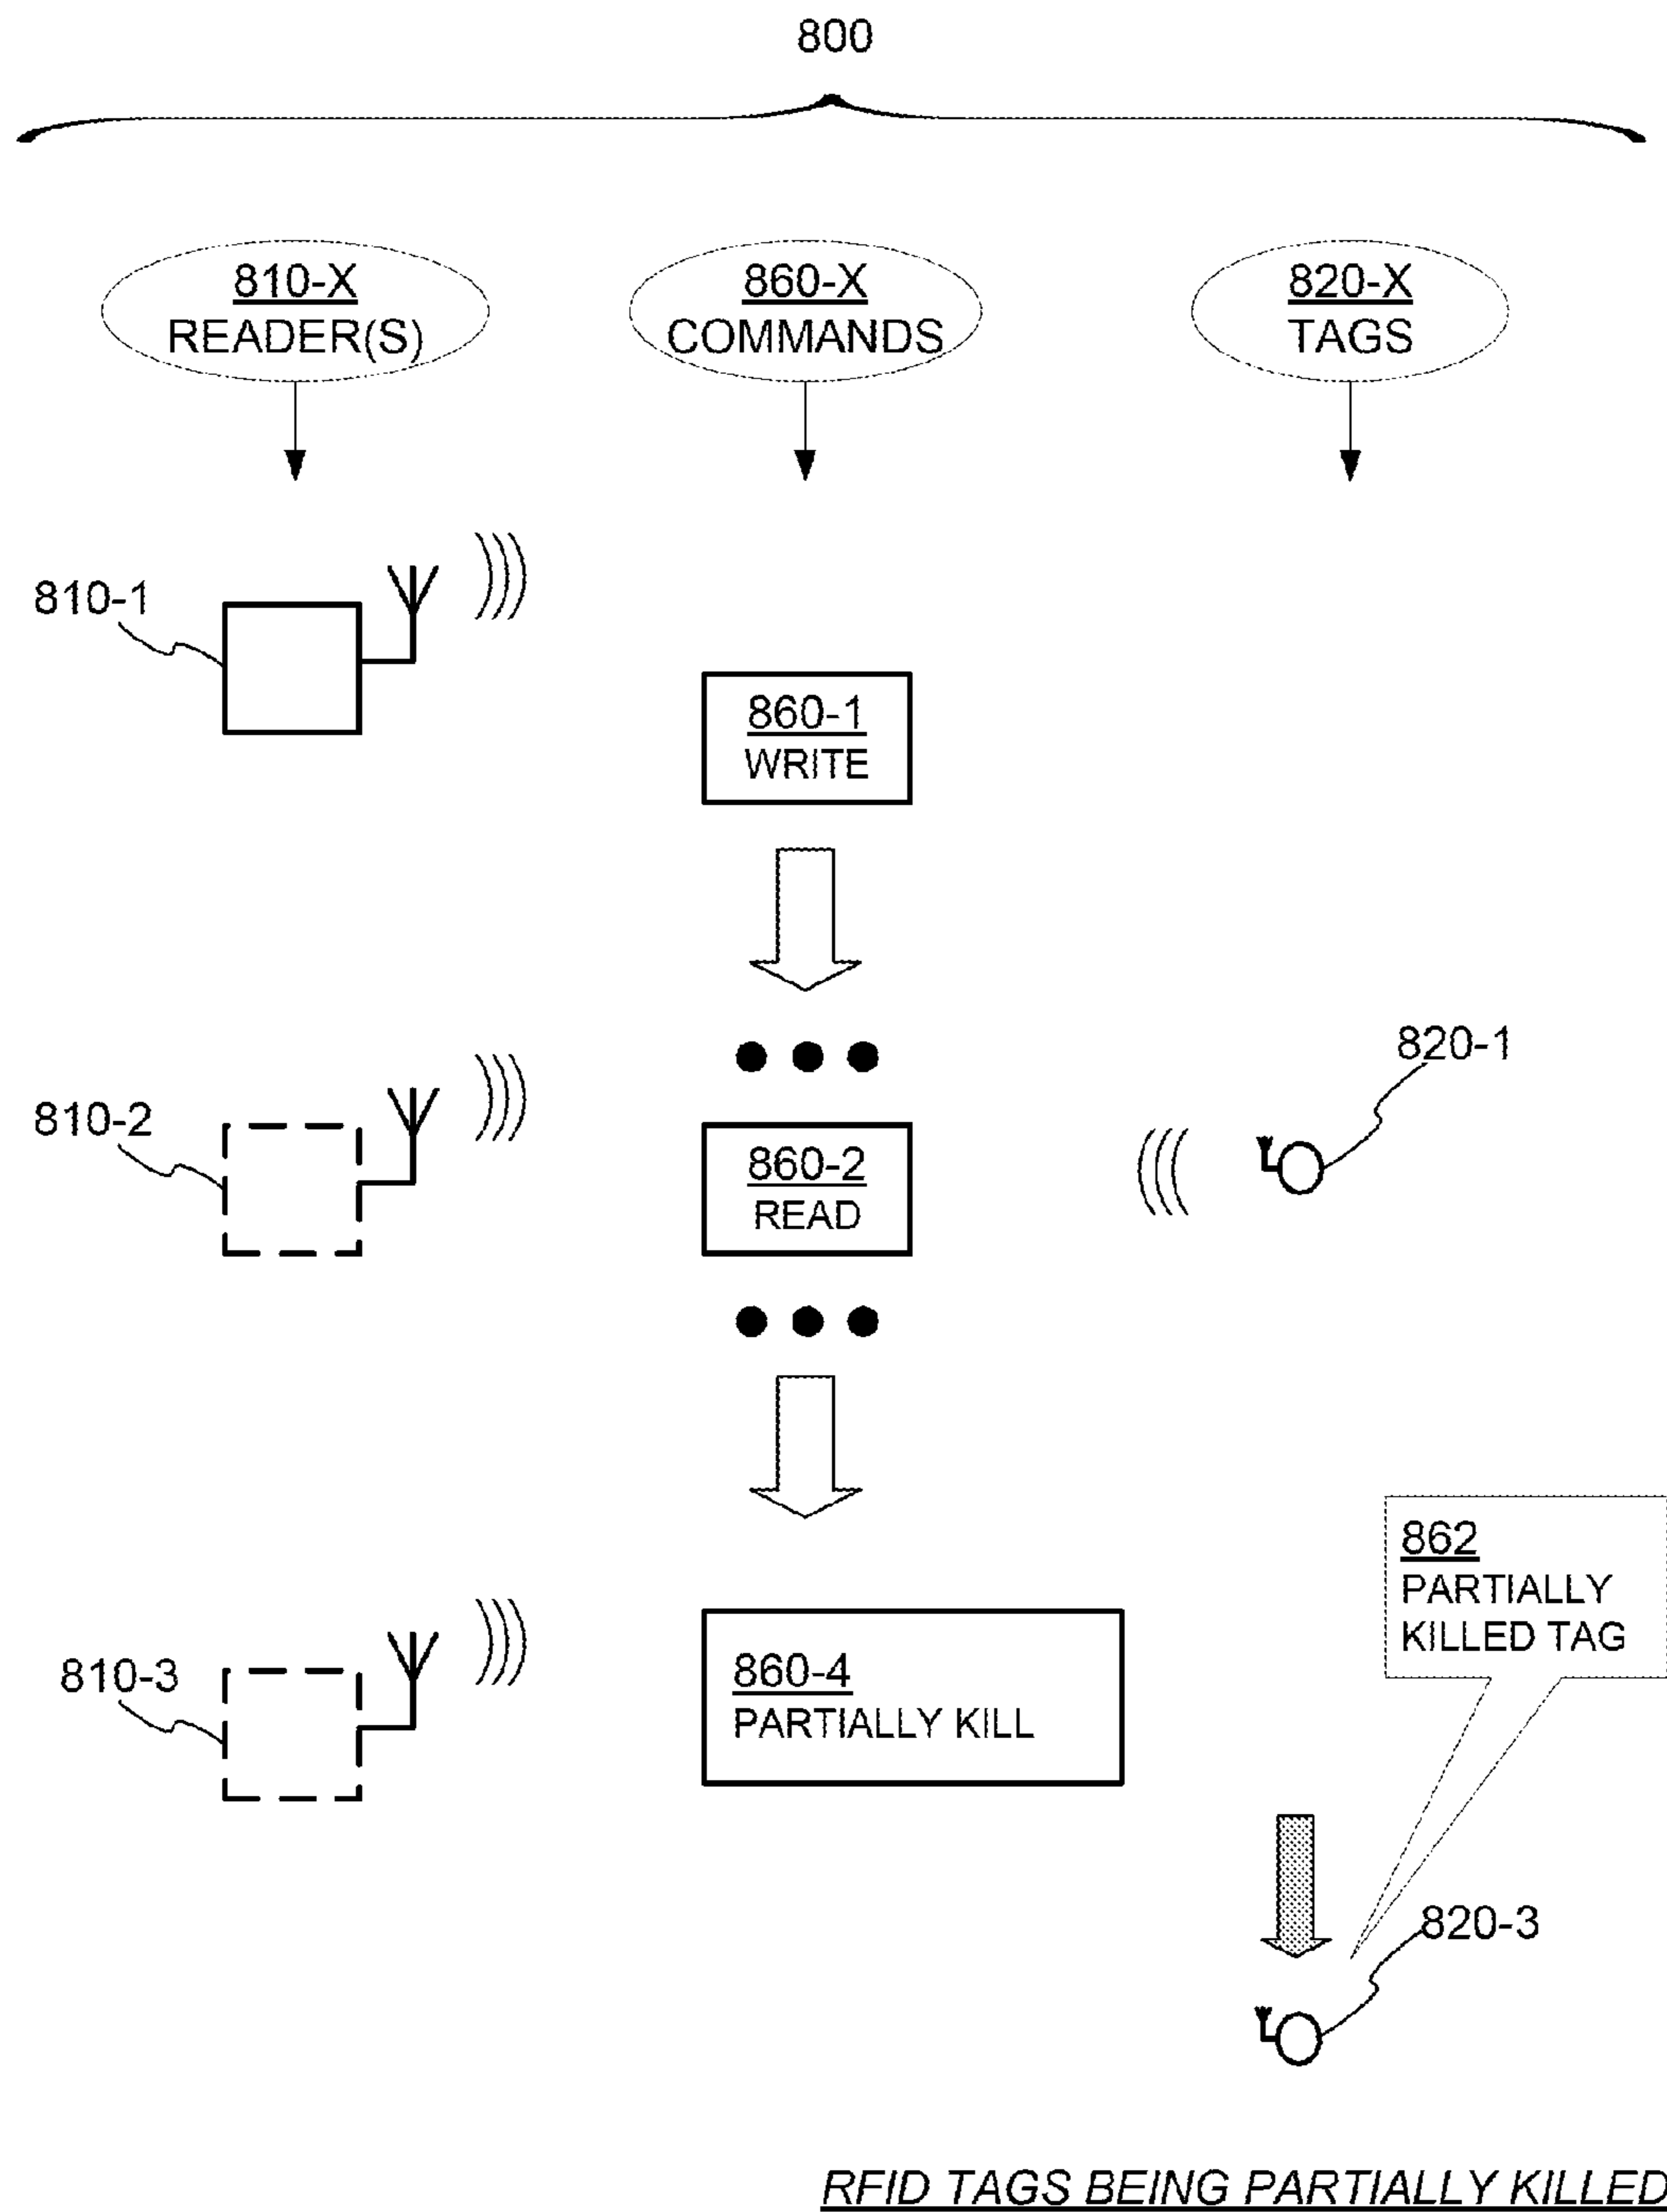 800
810-X
READER(S)
860-X
COMMANDS
820-X
TAGS
810-1
860-1
WRITE
820-1
810-2
860-2
READ
862
PARTIALLY
KILLED TAG
810-3
860-4
PARTIALLY KILL
820-3
RFID TAGS BEING PARTIALLY KILLED